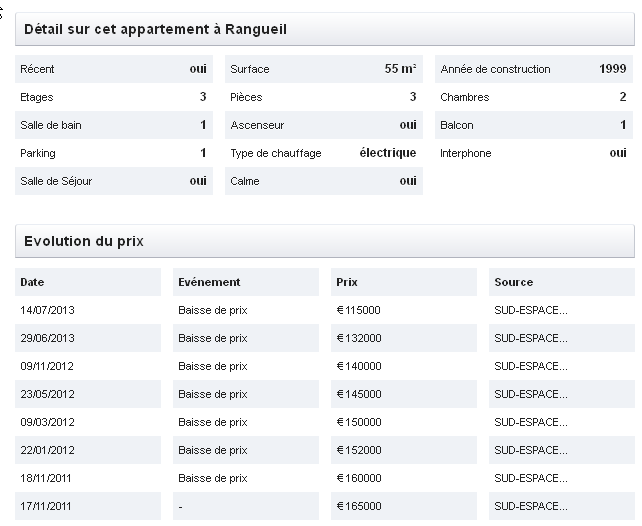 Détail sur cet appartement à Rangueil
Récent oui Surface 55 m² Année de construction 1999
Etages 3 Pièces 3 Chambres 2
Salle de bain 1 Ascenseur oui Balcon 1
Parking 1 Type de chauffage électrique Interphone oui
Salle de Séjour oui Calme oui
Evolution du prix
Date Evénement Prix Source
14/07/2013 Baisse de prix €115000 SUD-ESPACE...
29/06/2013 Baisse de prix €132000 SUD-ESPACE...
09/11/2012 Baisse de prix €140000 SUD-ESPACE...
23/05/2012 Baisse de prix €145000 SUD-ESPACE...
09/03/2012 Baisse de prix €150000 SUD-ESPACE...
22/01/2012 Baisse de prix €152000 SUD-ESPACE...
18/11/2011 Baisse de prix €160000 SUD-ESPACE...
17/11/2011 - €165000 SUD-ESPACE...